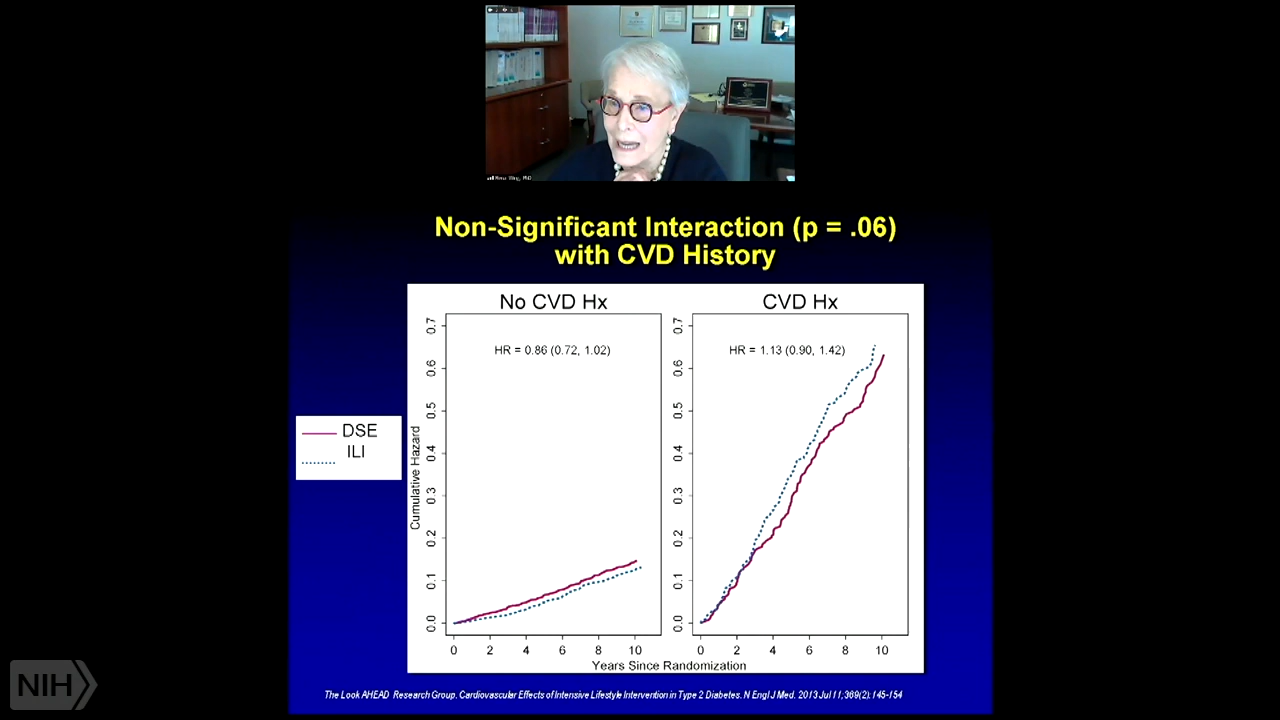 Rena Wing, PhD
Non-Significant Interaction (p = .06)
with CVD History
No CVD Hx
CVD Hx
HR = 0.86 (0.72, 1.02)
HR = 1.13 (0.90, 1.42)
DSE
ILI
Cumulative Hazard
0.7
0.6
0.5
0.4
0.3
0.2
0.1
0.0
0.7
0.6
0.5
0.4
0.3
0.2
0.1
0.0
0 2 4 6 8 10
0 2 4 6 8 10
Years Since Randomization
NIH
The Look AHEAD Research Group. Cardiovascular Effects of Intensive Lifestyle Intervention in Type 2 Diabetes. N Engl J Med. 2013 Jul 11;369(2):145-154